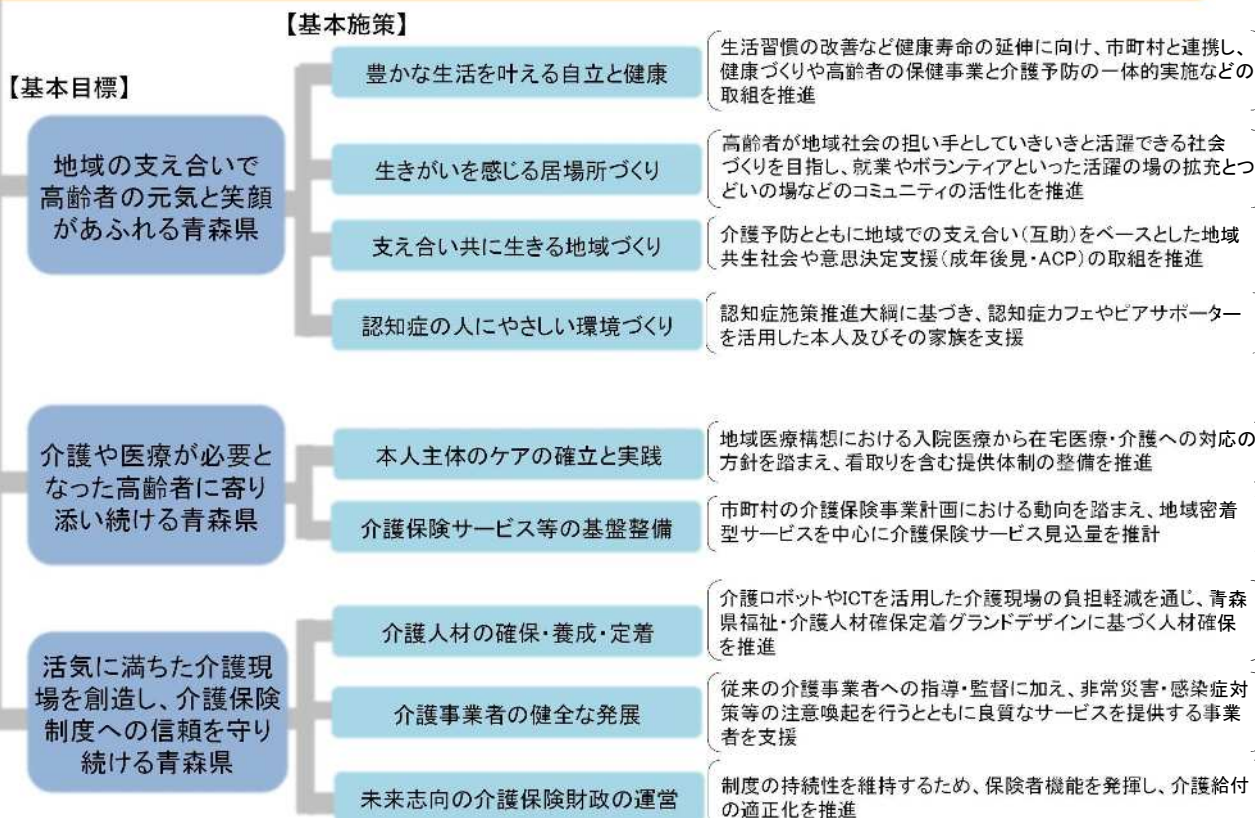 【基本施策】
【基本目標】
地域の支え合いで
高齢者の元気と笑顔
があふれる青森県
豊かな生活を叶える自立と健康
生活習慣の改善など健康寿命の延伸に向け、市町村と連携し、
健康づくりや高齢者の保健事業と介護予防の一体的実施などの
取組を推進
生きがいを感じる居場所づくり
高齢者が地域社会の担い手としていきいきと活躍できる社会
づくりを目指し、就業やボランティアといった活躍の場の拡充とつ
どいの場などのコミュニティの活性化を推進
支え合い共に生きる地域づくり
介護予防とともに地域での支え合い(互助)をベースとした地域
共生社会や意思決定支援(成年後見・ACP)の取組を推進
認知症の人にやさしい環境づくり
認知症施策推進大綱に基づき、認知症カフェやピアサポーター
を活用した本人及びその家族を支援
介護や医療が必要と
なった高齢者に寄り
添い続ける青森県
本人主体のケアの確立と実践
地域医療構想における入院医療から在宅医療・介護への対応の
方針を踏まえ、看取りを含む提供体制の整備を推進
介護保険サービス等の基盤整備
市町村の介護保険事業計画における動向を踏まえ、地域密着
型サービスを中心に介護保険サービス見込量を推計
活気に満ちた介護現
場を創造し、介護保険
制度への信頼を守り
続ける青森県
介護人材の確保・養成・定着
介護ロボットやICTを活用した介護現場の負担軽減を通じ、青森
県福祉・介護人材確保定着グランドデザインに基づく人材確保
を推進
介護事業者の健全な発展
従来の介護事業者への指導・監督に加え、非常災害・感染症対
策等の注意喚起を行うとともに良質なサービスを提供する事業
者を支援
未来志向の介護保険財政の運営
制度の持続性を維持するため、保険者機能を発揮し、介護給付
の適正化を推進